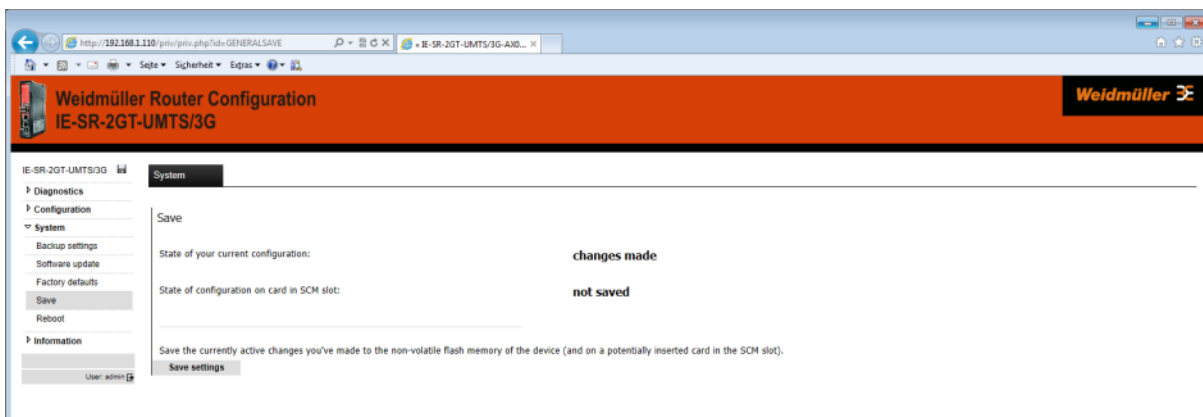 http://192.168.1.110/priv/priv.php?id=GENERALSAVE
IE-SR-2GT-UMTS/3G-AX0...
Seite Sicherheit Extras
Weidmüller Router Configuration
IE-SR-2GT-UMTS/3G
Weidmüller
IE-SR-2GT-UMTS/3G
System
Diagnostics
Configuration
System
Backup settings
Software update
Factory defaults
Save
Reboot
Information
User: admin
Save
State of your current configuration: changes made
State of configuration on card in SCM slot: not saved
Save the currently active changes you've made to the non-volatile flash memory of the device (and on a potentially inserted card in the SCM slot).
Save settings